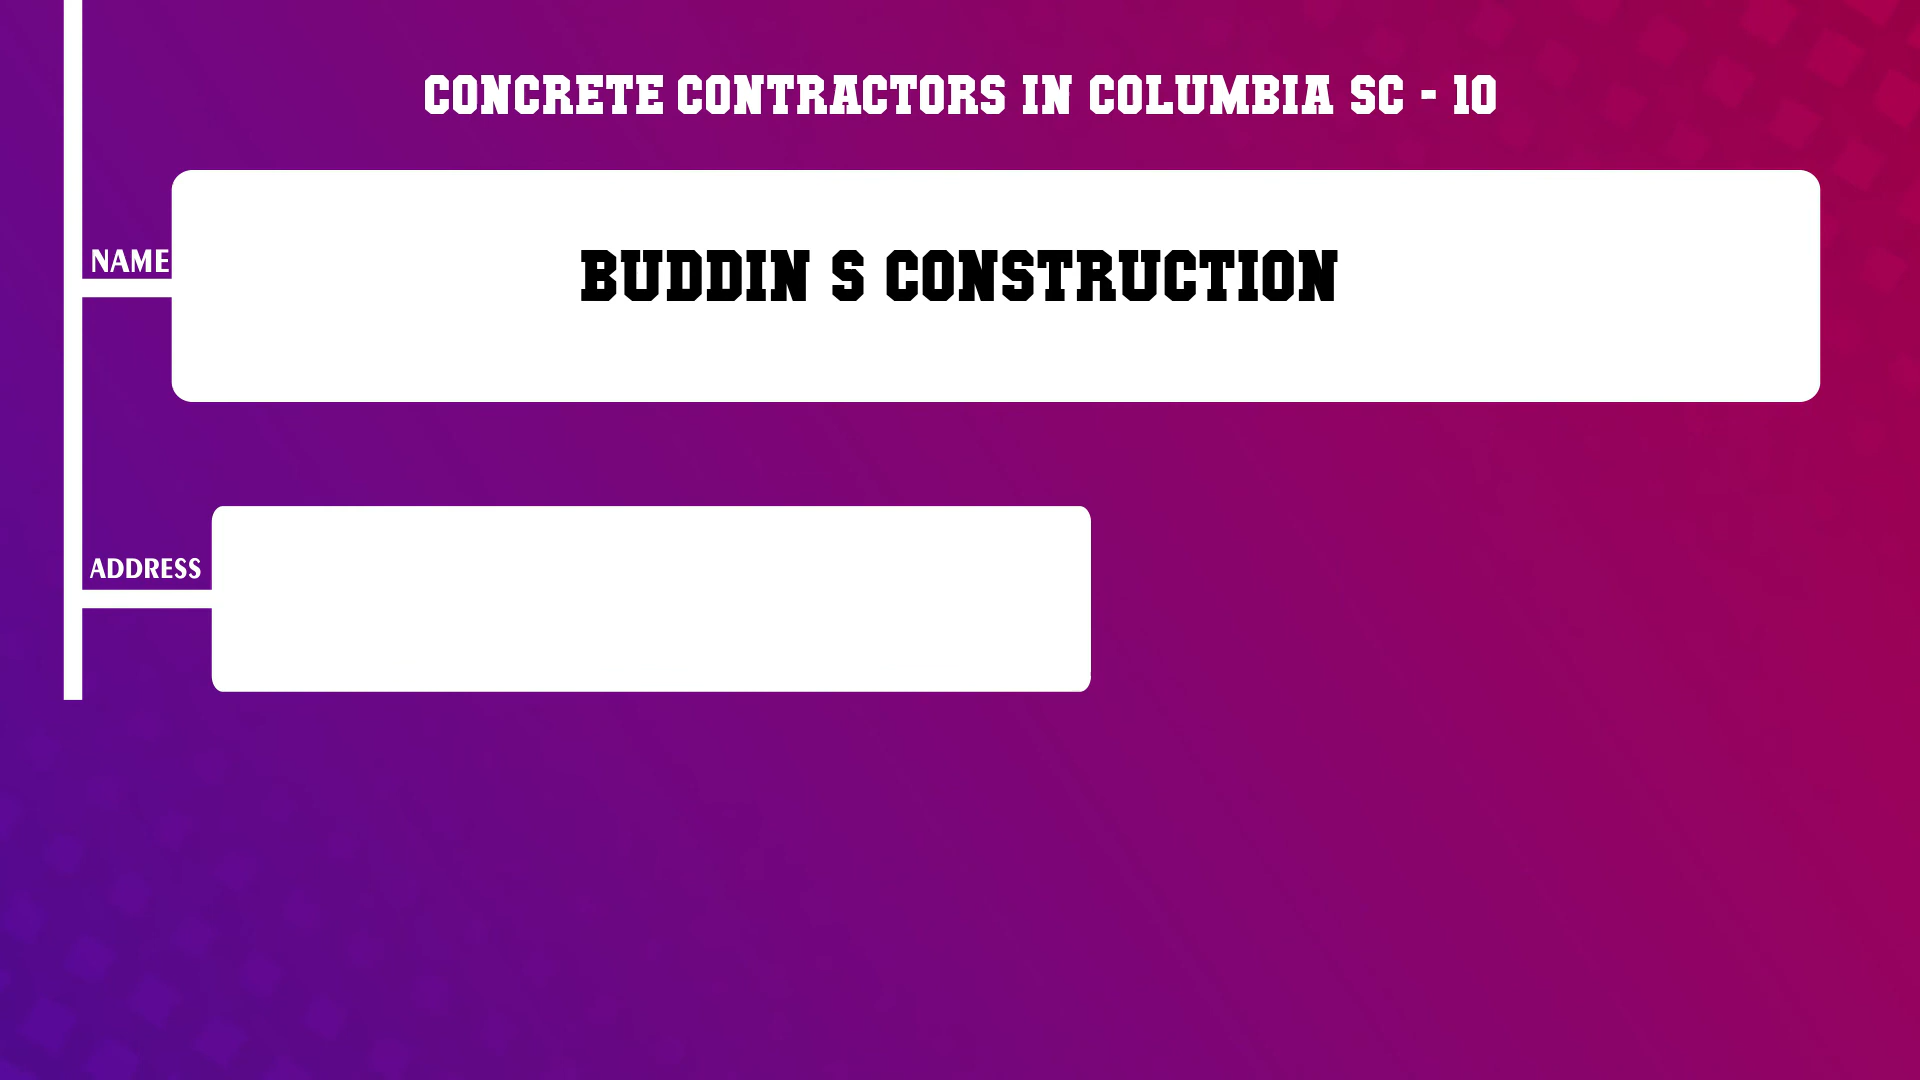 CONCRETE CONTRACTORS IN COLUMBIA SC - 10
NAME
BUDDIN S CONSTRUCTION
ADDRESS